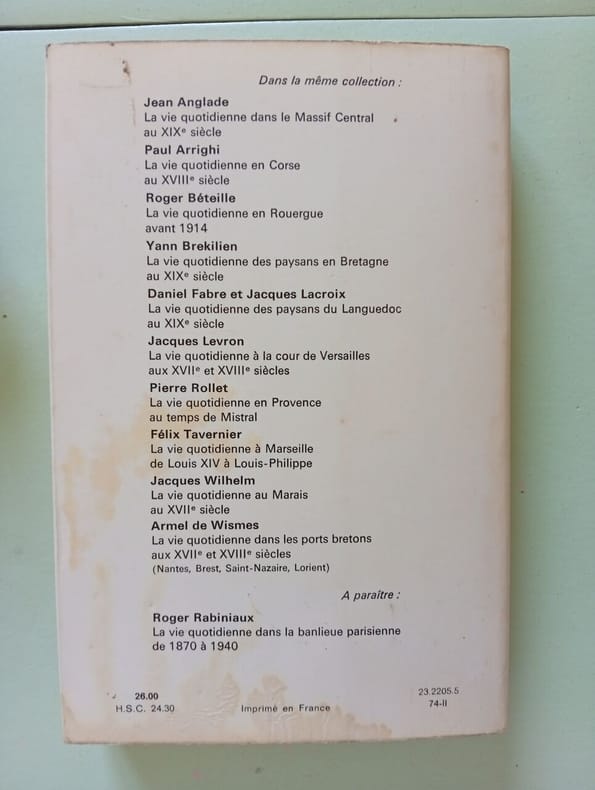 Dans la même collection :
Jean Anglade
La vie quotidienne dans le Massif Central
au XIXᵉ siècle
Paul Arrighi
La vie quotidienne en Corse
au XVIIIᵉ siècle
Roger Béteille
La vie quotidienne en Rouergue
avant 1914
Yann Brekilien
La vie quotidienne des paysans en Bretagne
au XIXᵉ siècle
Daniel Fabre et Jacques Lacroix
La vie quotidienne des paysans du Languedoc
au XIXᵉ siècle
Jacques Levron
La vie quotidienne à la cour de Versailles
aux XVIIᵉ et XVIIIᵉ siècles
Pierre Rollet
La vie quotidienne en Provence
au temps de Mistral
Félix Tavernier
La vie quotidienne à Marseille
de Louis XIV à Louis-Philippe
Jacques Wilhelm
La vie quotidienne au Marais
au XVIIᵉ siècle
Armel de Wismes
La vie quotidienne dans les ports bretons
aux XVIIᵉ et XVIIIᵉ siècles
(Nantes, Brest, Saint-Nazaire, Lorient)
A paraître :
Roger Rabiniaux
La vie quotidienne dans la banlieue parisienne
de 1870 à 1940
26.00
H.S.C. 24.30
Imprimé en France
23.2205.5
74-II